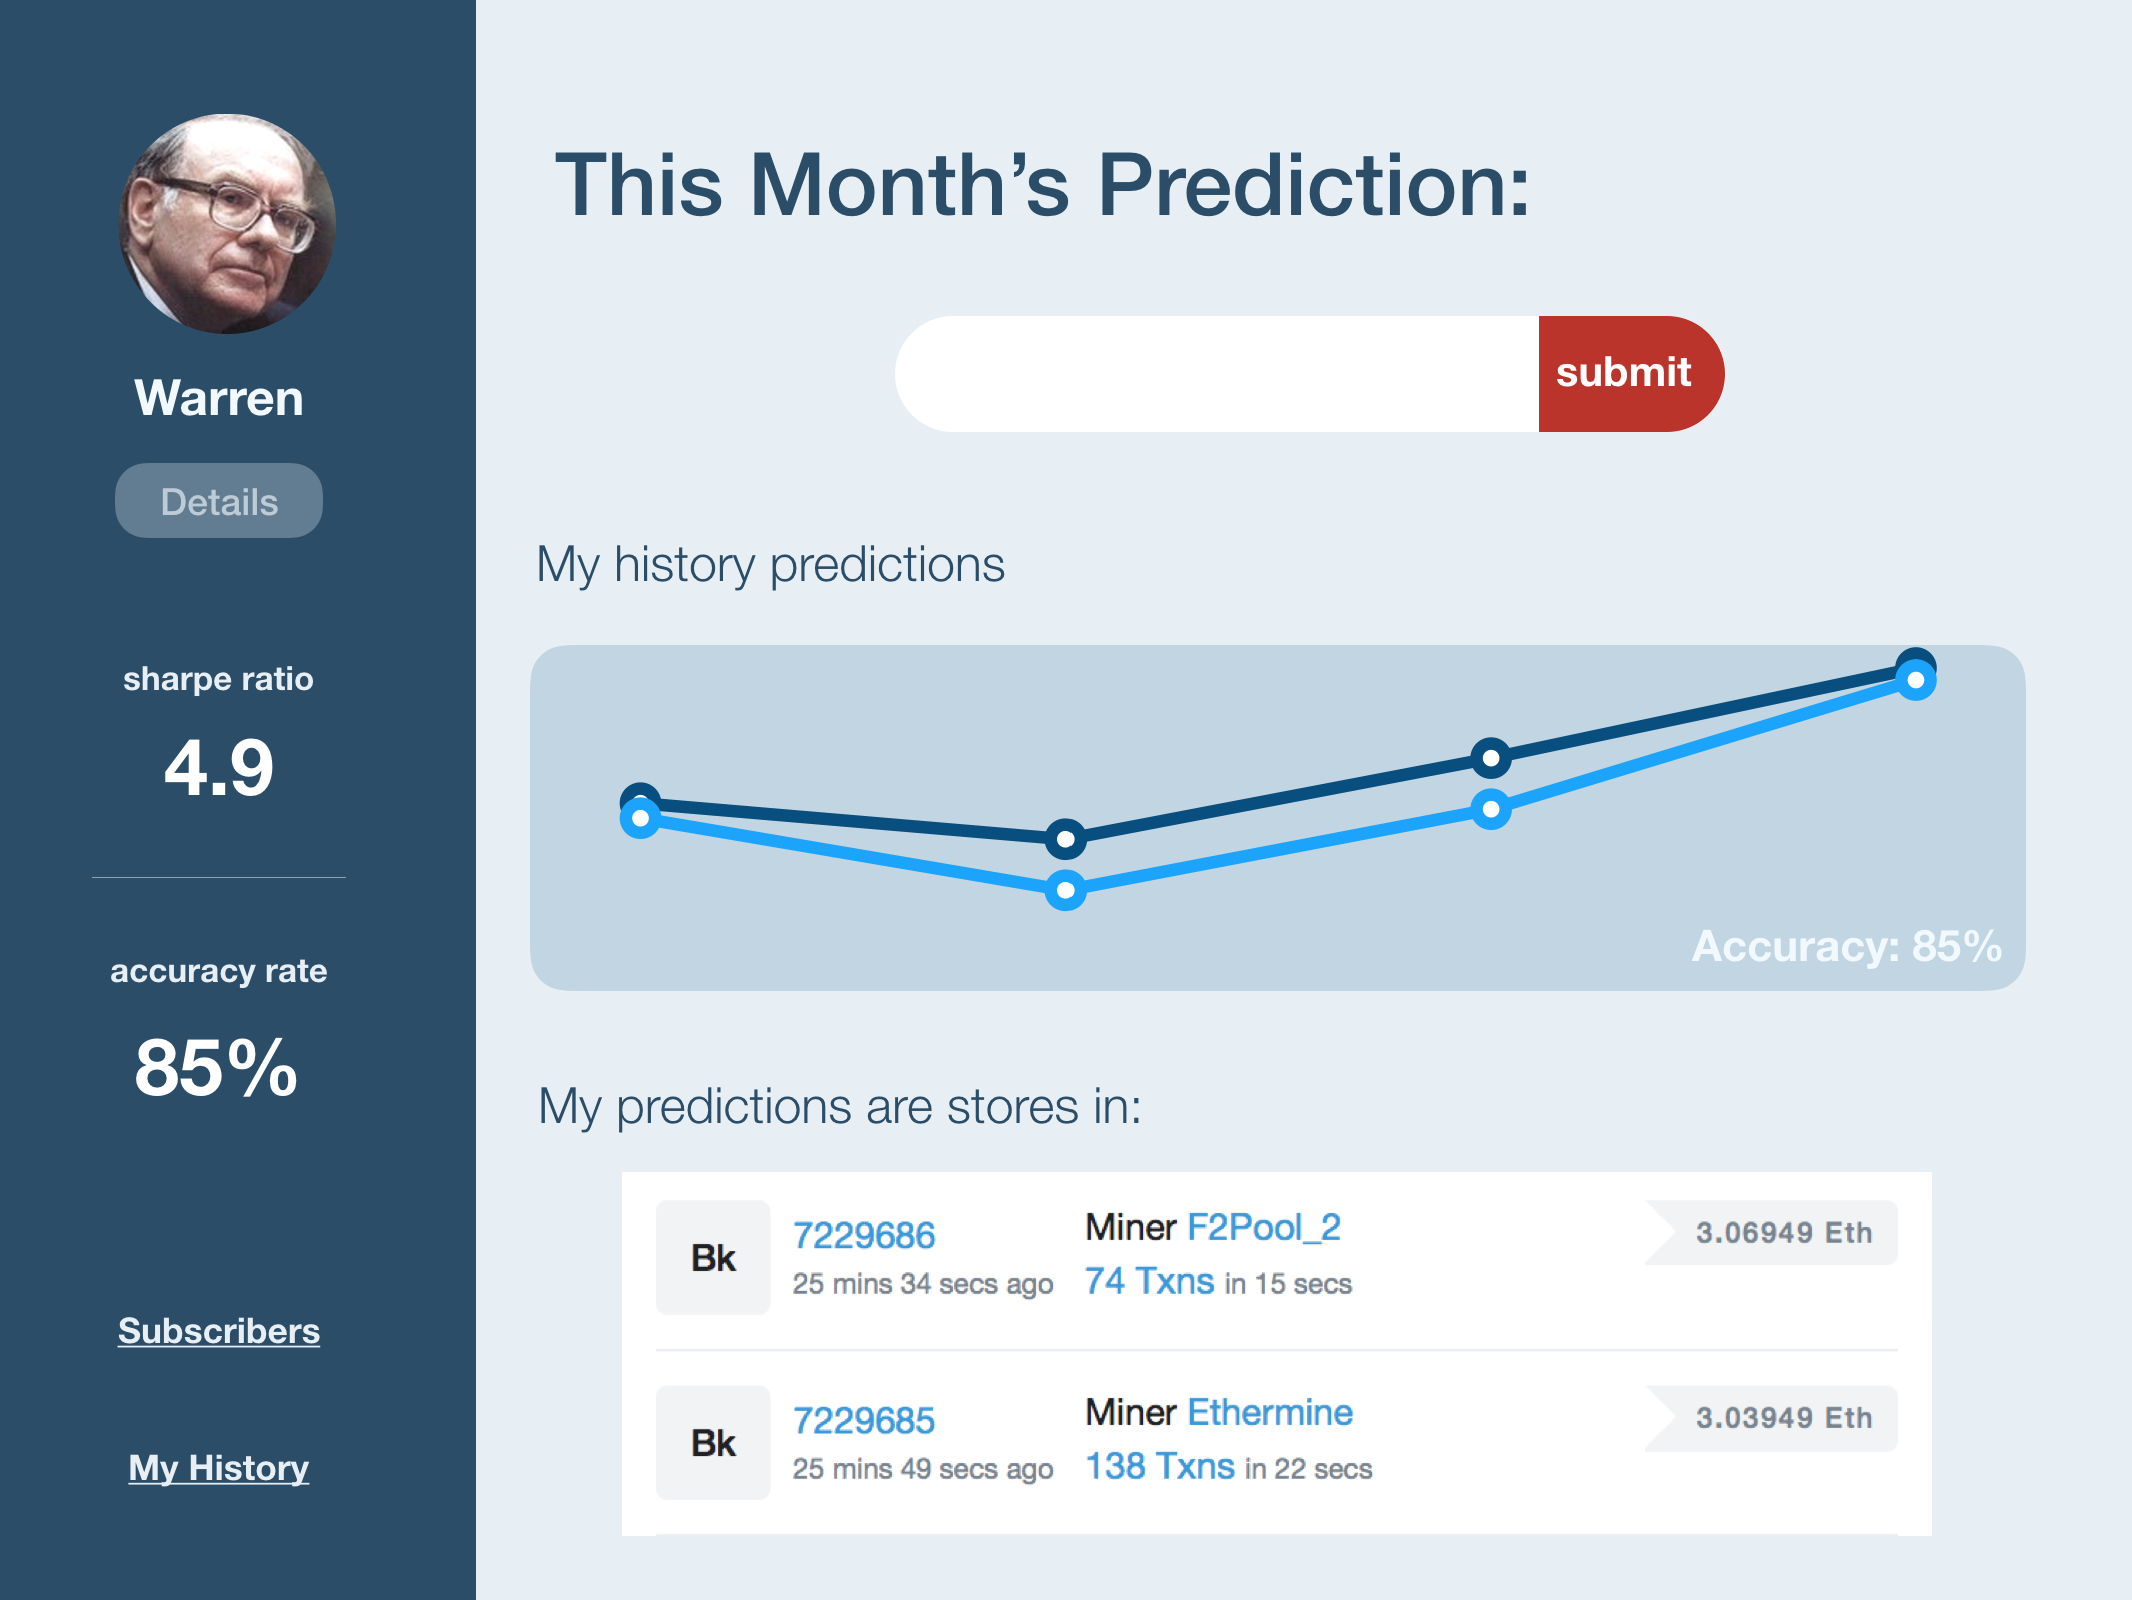 Warren
Details
sharpe ratio
4.9
accuracy rate
85%
Subscribers
My History
This Month’s Prediction:
submit
My history predictions
Accuracy: 85%
My predictions are stores in:
Bk
7229686
25 mins 34 secs ago
Miner F2Pool_2
74 Txns in 15 secs
3.06949 Eth
Bk
7229685
25 mins 49 secs ago
Miner Ethermine
138 Txns in 22 secs
3.03949 Eth